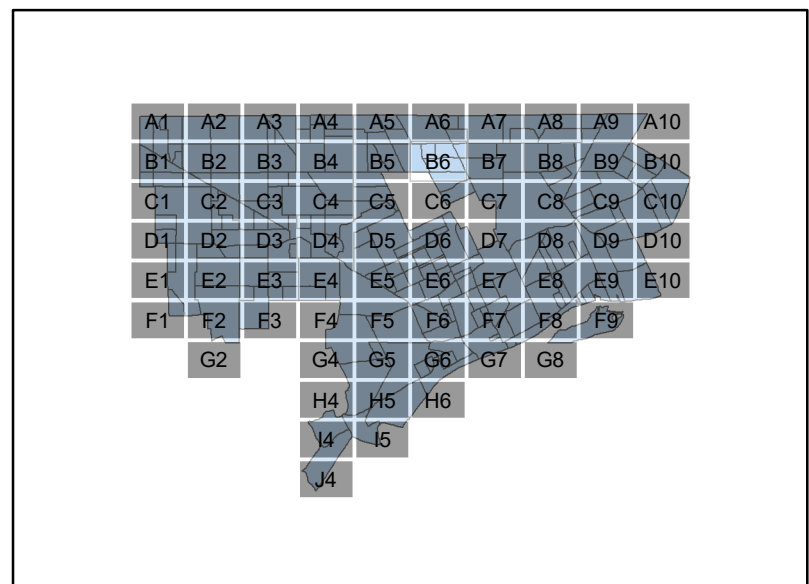 A1 A2 A3 A4 A5 A6 A7 A8 A9 A10
B1 B2 B3 B4 B5 B6 B7 B8 B9 B10
C1 C2 C3 C4 C5 C6 C7 C8 C9 C10
D1 D2 D3 D4 D5 D6 D7 D8 D9 D10
E1 E2 E3 E4 E5 E6 E7 E8 E9 E10
F1 F2 F3 F4 F5 F6 F7 F8 F9
G2 G4 G5 G6 G7 G8
H4 H5 H6
I4 I5
J4